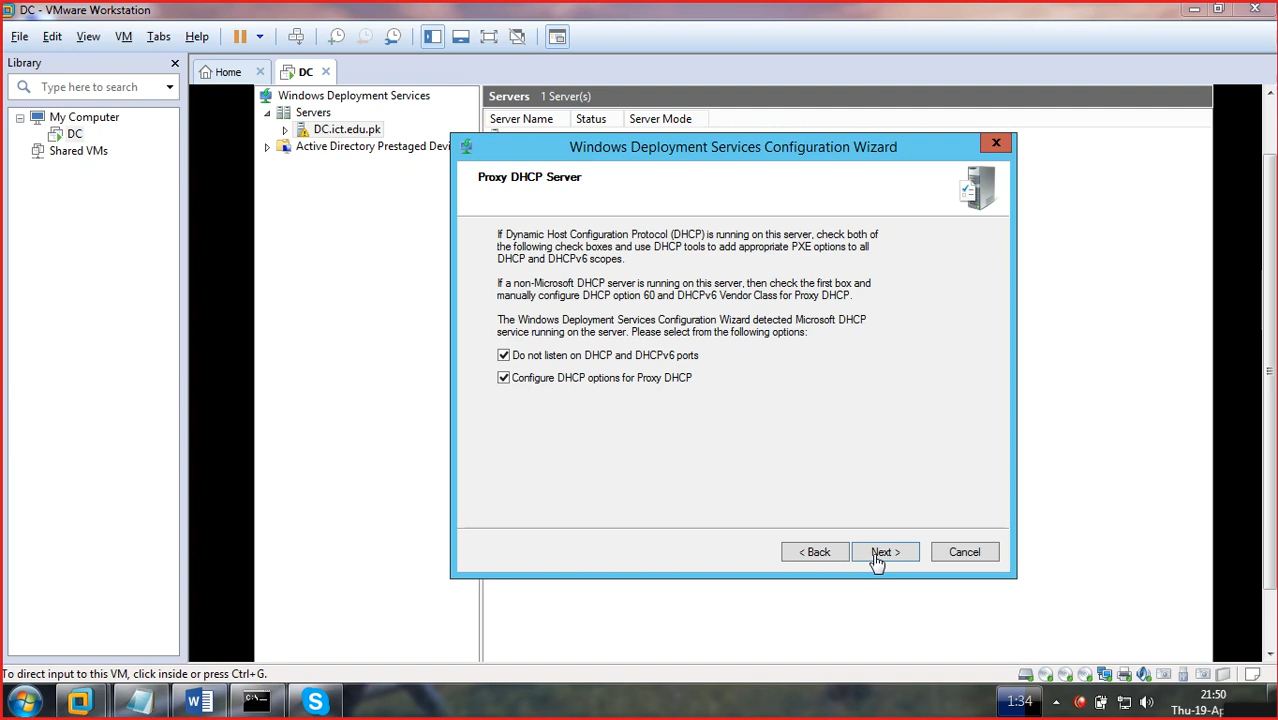 DC - VMware Workstation
File Edit View VM Tabs Help
Library
Type here to search
My Computer
DC
Shared VMs
Home
DC
Windows Deployment Services
Servers
DC.ict.edu.pk
Active Directory Prestaged Devi
Servers 1 Server(s)
Server Name Status Server Mode
Windows Deployment Services Configuration Wizard
Proxy DHCP Server
If Dynamic Host Configuration Protocol (DHCP) is running on this server, check both of
the following check boxes and use DHCP tools to add appropriate PXE options to all
DHCP and DHCPv6 scopes.
If a non-Microsoft DHCP server is running on this server, then check the first box and
manually configure DHCP option 60 and DHCPv6 Vendor Class for Proxy DHCP.
The Windows Deployment Services Configuration Wizard detected Microsoft DHCP
service running on the server. Please select from the following options:
Do not listen on DHCP and DHCPv6 ports
Configure DHCP options for Proxy DHCP
< Back Next > Cancel
To direct input to this VM, click inside or press Ctrl+G.
1:34
21:50
Thu-19-Ap